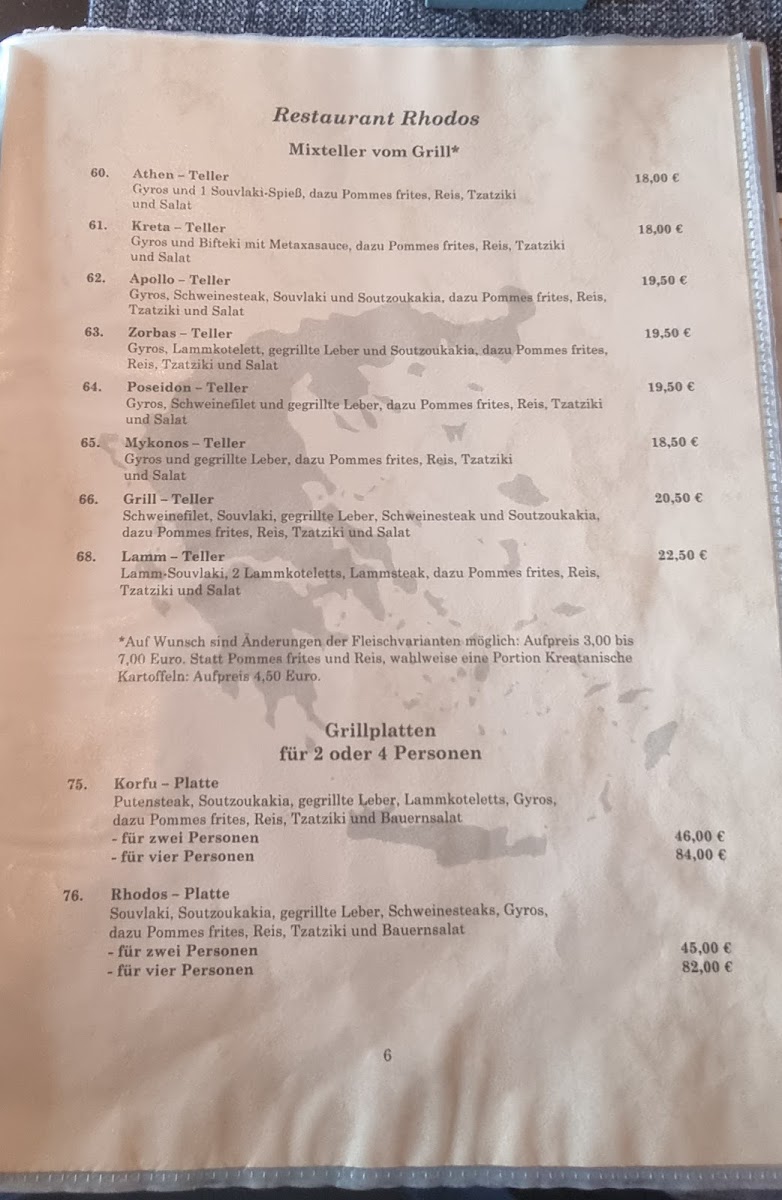 Restaurant Rhodos
Mixteller vom Grill*
60. Athen – Teller 18,00 €
Gyros und 1 Souvlaki-Spieß, dazu Pommes frites, Reis, Tzatziki
und Salat
61. Kreta – Teller 18,00 €
Gyros und Bifteki mit Metaxasauce, dazu Pommes frites, Reis, Tzatziki
und Salat
62. Apollo – Teller 19,50 €
Gyros, Schweinesteak, Souvlaki und Soutzoukakia, dazu Pommes frites, Reis,
Tzatziki und Salat
63. Zorbas – Teller 19,50 €
Gyros, Lammkotelett, gegrillte Leber und Soutzoukakia, dazu Pommes frites,
Reis, Tzatziki und Salat
64. Poseidon – Teller 19,50 €
Gyros, Schweinefilet und gegrillte Leber, dazu Pommes frites, Reis, Tzatziki
und Salat
65. Mykonos – Teller 18,50 €
Gyros und gegrillte Leber, dazu Pommes frites, Reis, Tzatziki
und Salat
66. Grill – Teller 20,50 €
Schweinefilet, Souvlaki, gegrillte Leber, Schweinesteak und Soutzoukakia,
dazu Pommes frites, Reis, Tzatziki und Salat
68. Lamm – Teller 22,50 €
Lamm-Souvlaki, 2 Lammkoteletts, Lammsteak, dazu Pommes frites, Reis,
Tzatziki und Salat
*Auf Wunsch sind Änderungen der Fleischvarianten möglich: Aufpreis 3,00 bis
7,00 Euro. Statt Pommes frites und Reis, wahlweise eine Portion Kreatanische
Kartoffeln: Aufpreis 4,50 Euro.
Grillplatten
für 2 oder 4 Personen
75. Korfu – Platte
Putensteak, Soutzoukakia, gegrillte Leber, Lammkoteletts, Gyros,
dazu Pommes frites, Reis, Tzatziki und Bauernsalat
- für zwei Personen 46,00 €
- für vier Personen 84,00 €
76. Rhodos – Platte
Souvlaki, Soutzoukakia, gegrillte Leber, Schweinesteaks, Gyros,
dazu Pommes frites, Reis, Tzatziki und Bauernsalat
- für zwei Personen 45,00 €
- für vier Personen 82,00 €
6